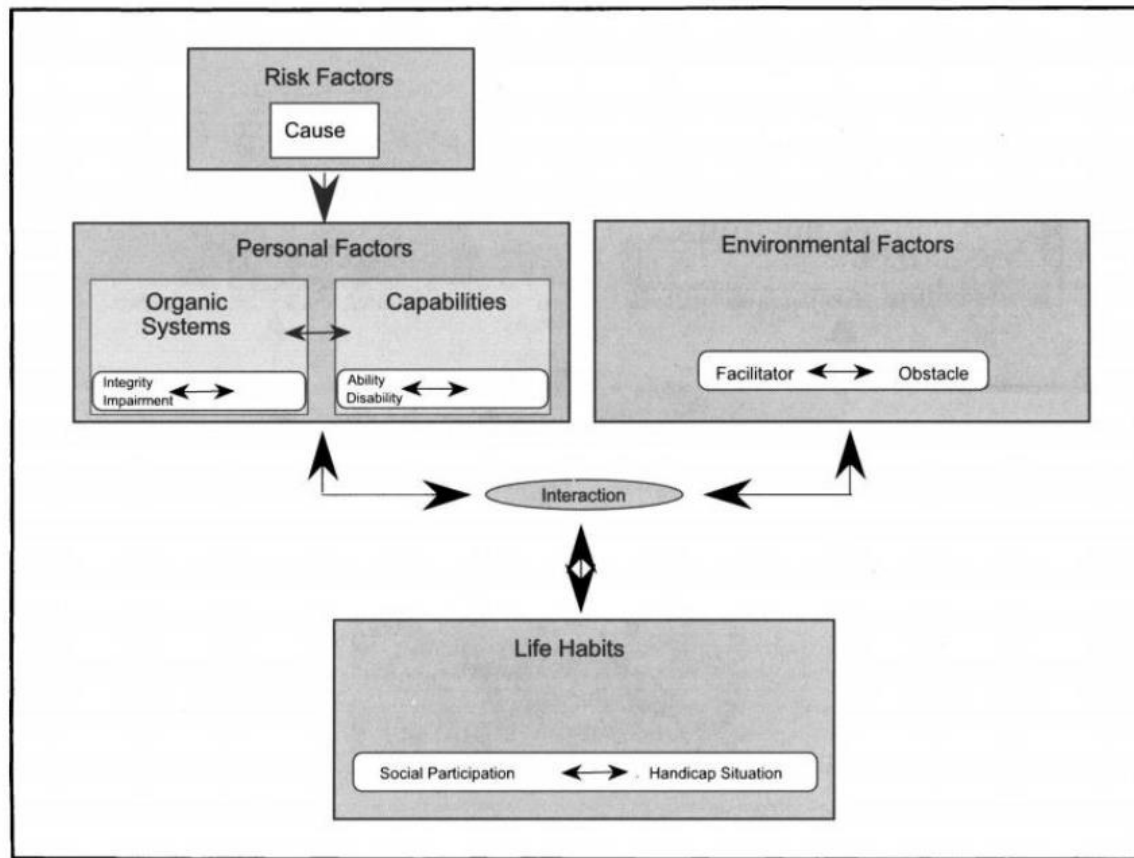 Risk Factors
Cause
Personal Factors
Organic
Systems
Capabilities
Integrity
Impairment
Ability
Disability
Environmental Factors
Facilitator Obstacle
Interaction
Life Habits
Social Participation Handicap Situation